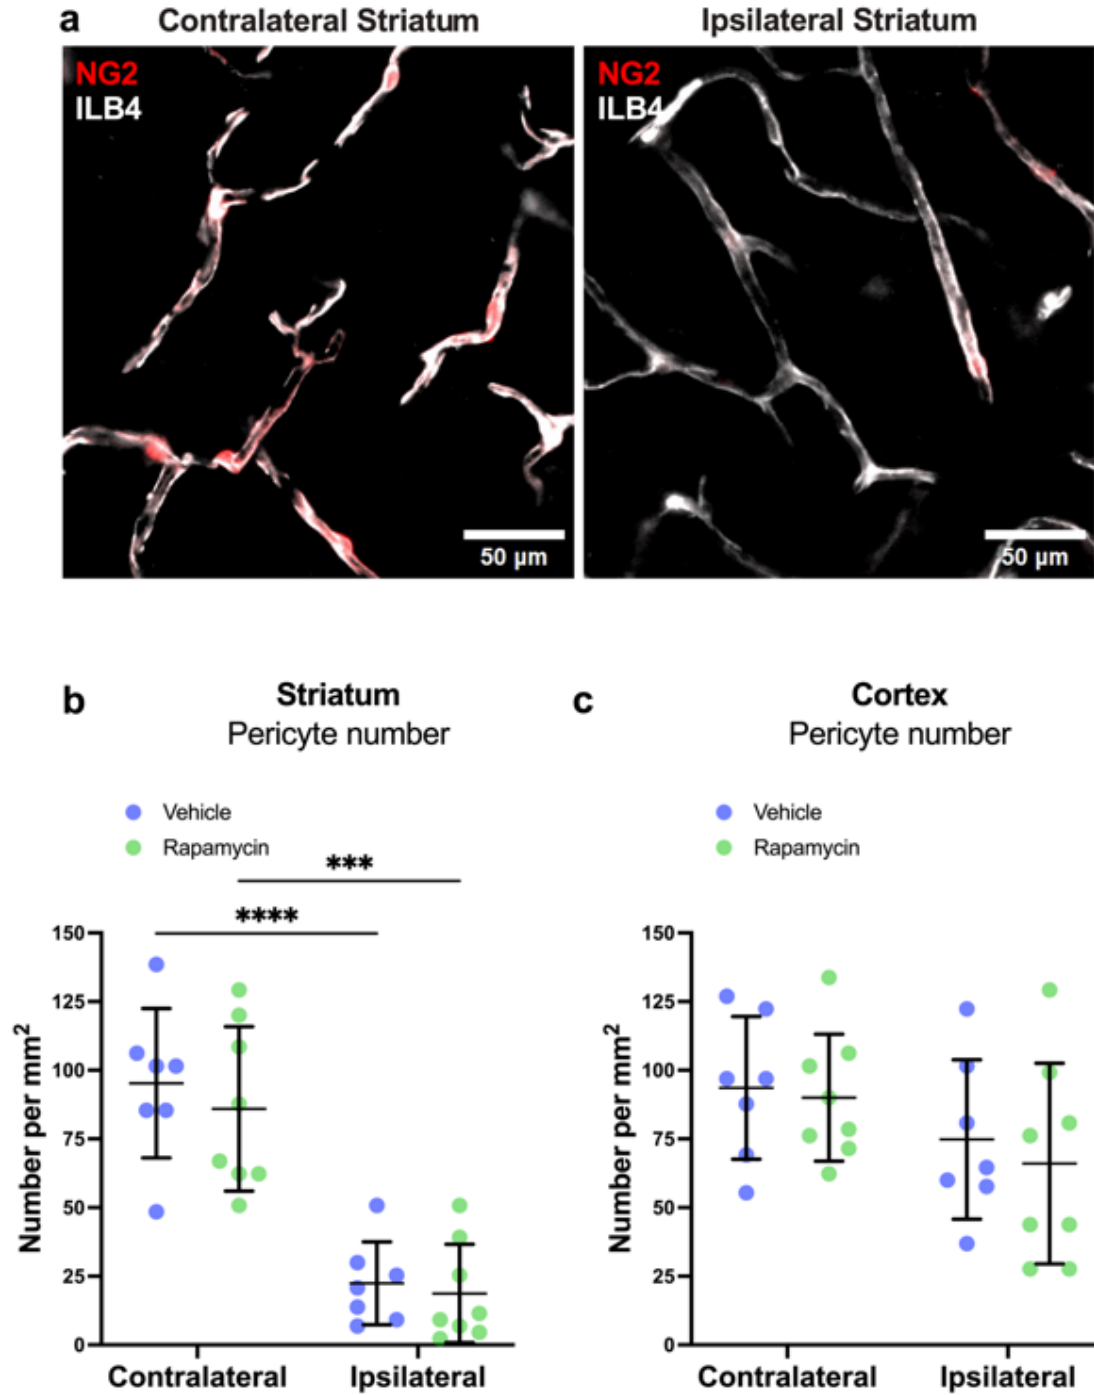 a
Contralateral Striatum
Ipsilateral Striatum
NG2
ILB4
50 µm
NG2
ILB4
50 µm
b
Striatum
Pericyte number
Vehicle
Rapamycin
***
****
Number per mm²
150
125
100
75
50
25
0
Contralateral
Ipsilateral
c
Cortex
Pericyte number
Vehicle
Rapamycin
Number per mm²
150
125
100
75
50
25
0
Contralateral
Ipsilateral